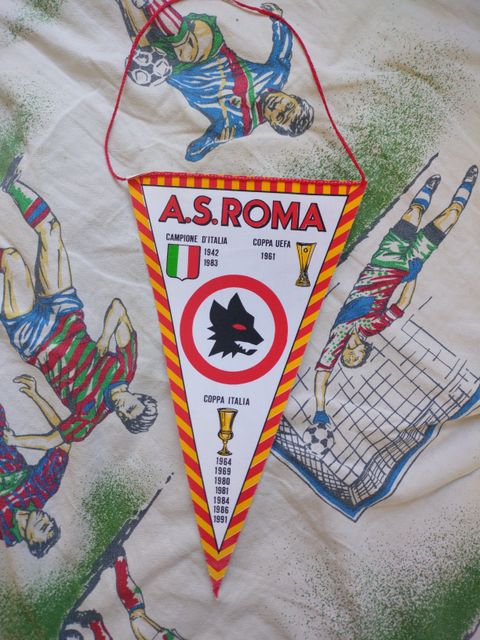 A.S. ROMA
CAMPIONE D'ITALIA
1942
1983
COPPA UEFA
1961
COPPA ITALIA
1964
1969
1980
1981
1984
1986
1991